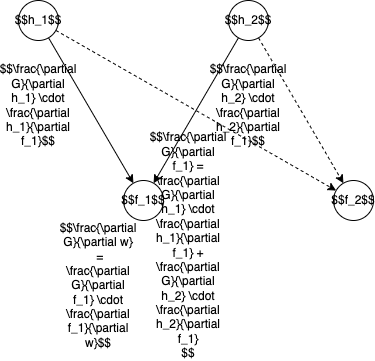 $$h_1$$
$$h_2$$
$$\frac{\partial
G}{\partial
h_1} \cdot
\frac{\partial
h_1}{\partial
f_1}$$
$$\frac{\partial
G}{\partial
h_2} \cdot
\frac{\partial
h_2}{\partial
f_1}$$
$$\frac{\partial
G}{\partial
f_1} =
\frac{\partial
G}{\partial
h_1} \cdot
\frac{\partial
h_1}{\partial
f_1} +
\frac{\partial
G}{\partial
h_2} \cdot
\frac{\partial
h_2}{\partial
f_1}
$$
$$f_1$$
$$f_2$$
$$\frac{\partial
G}{\partial w}
=
\frac{\partial
G}{\partial
f_1} \cdot
\frac{\partial
f_1}{\partial
w}$$